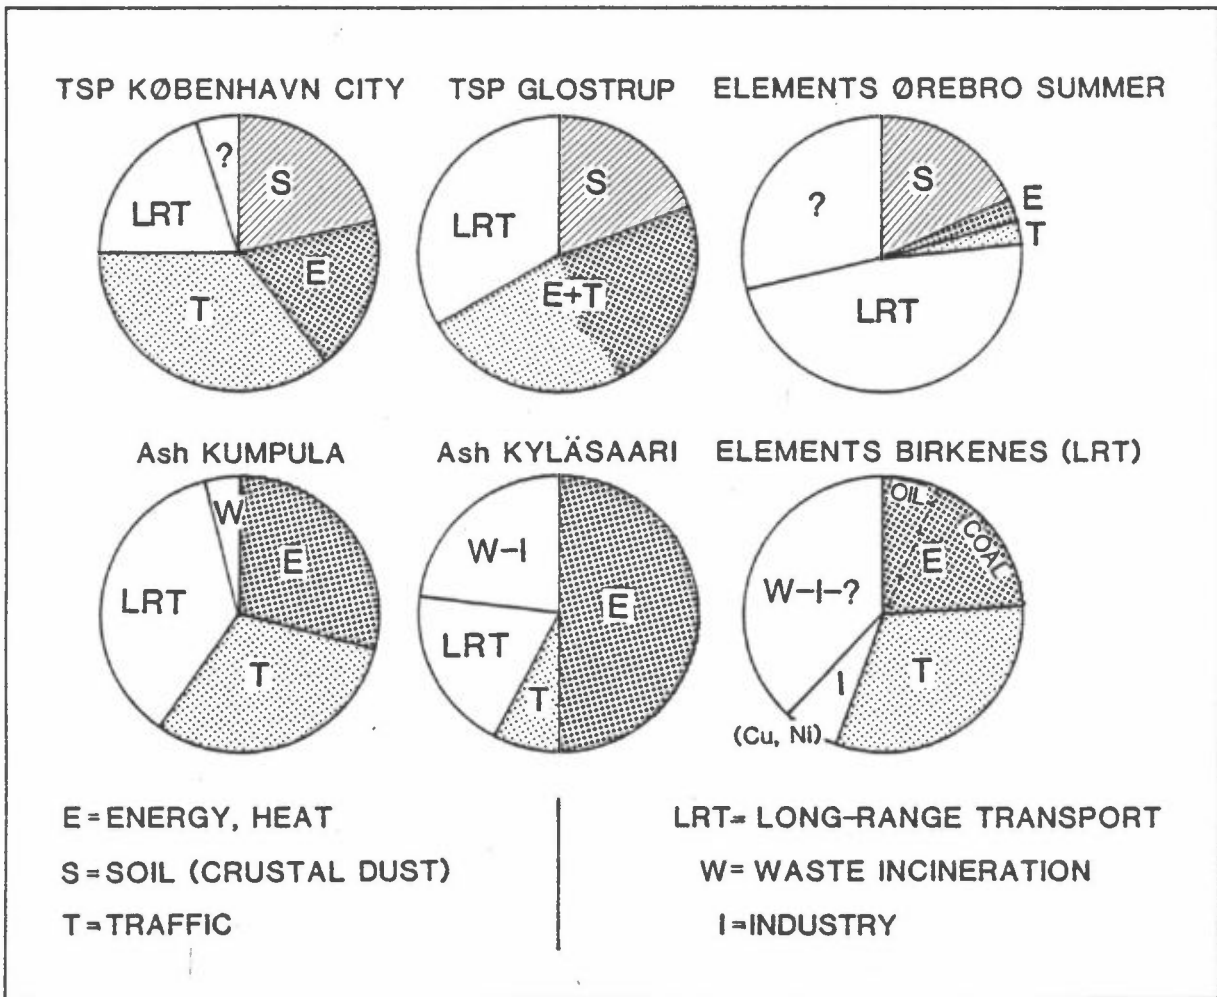 TSP KØBENHAVN CITY
TSP GLOSTRUP
ELEMENTS ØREBRO SUMMER
?
S
LRT
E
T
S
LRT
E+T
S
?
E
T
LRT
Ash KUMPULA
Ash KYLÄSAARI
ELEMENTS BIRKENES (LRT)
W
E
LRT
T
W-I
E
LRT
T
OIL
COAL
E
W-I-?
I
T
(Cu, Ni)
E=ENERGY, HEAT
S=SOIL (CRUSTAL DUST)
T=TRAFFIC
LRT= LONG-RANGE TRANSPORT
W= WASTE INCINERATION
I=INDUSTRY